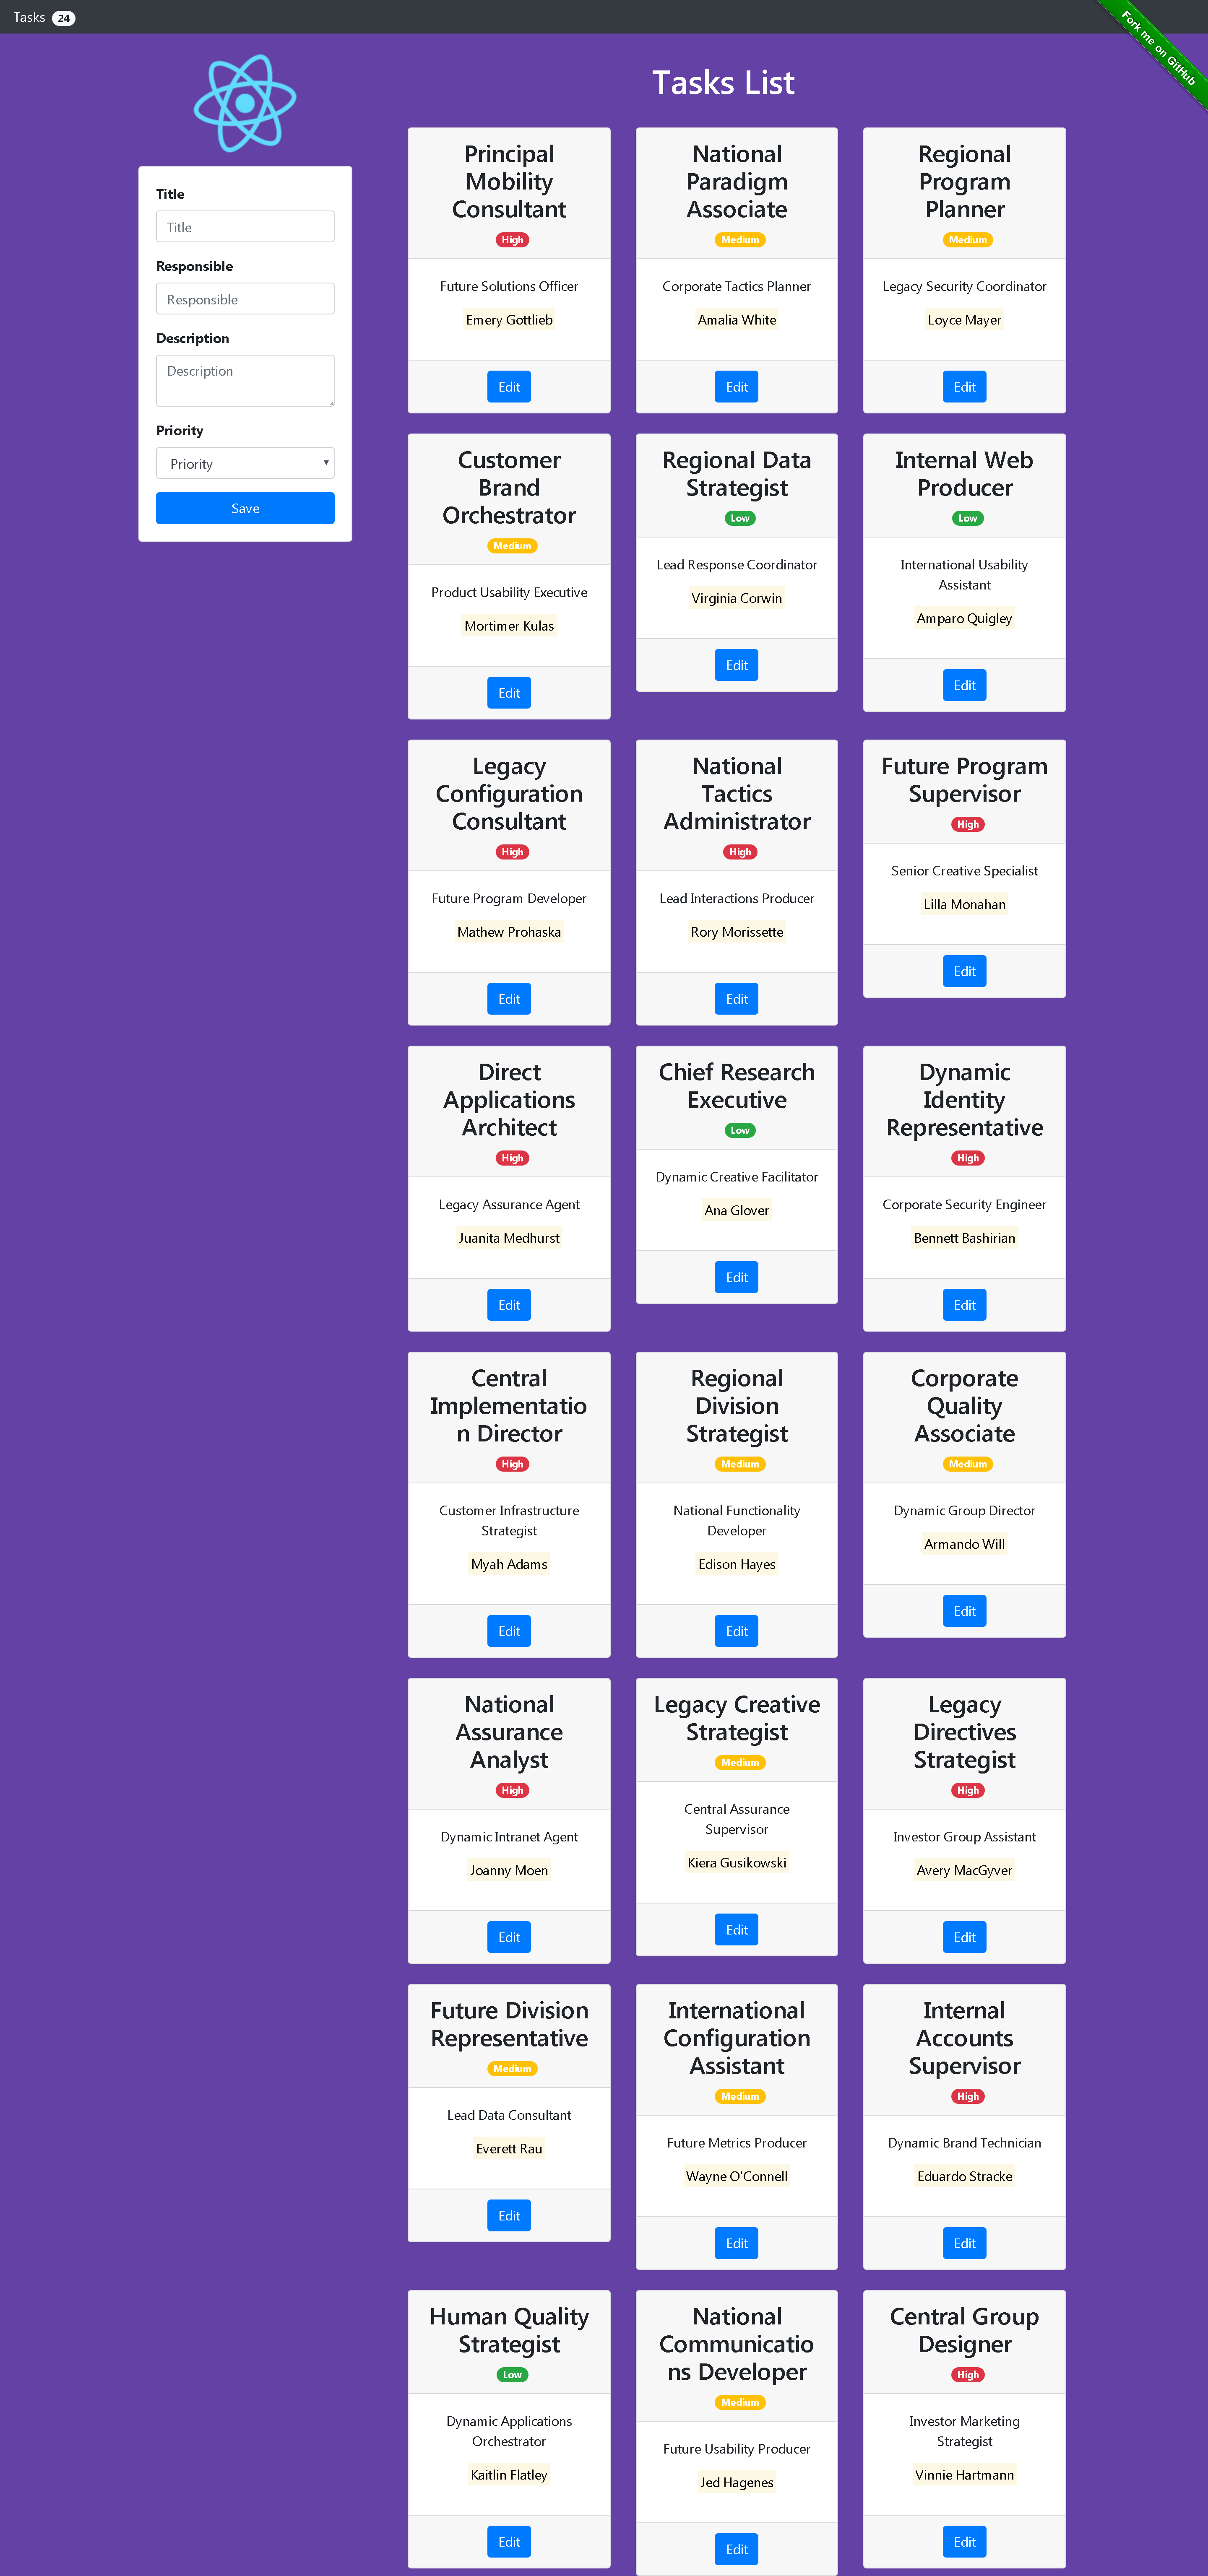 Tasks 24
Fork me on GitHub
Title
Title
Responsible
Responsible
Description
Description
Priority
Priority
Save
Tasks List
Principal
Mobility
Consultant
High
Future Solutions Officer
Emery Gottlieb
Edit
National
Paradigm
Associate
Medium
Corporate Tactics Planner
Amalia White
Edit
Regional
Program
Planner
Medium
Legacy Security Coordinator
Loyce Mayer
Edit
Customer
Brand
Orchestrator
Medium
Product Usability Executive
Mortimer Kulas
Edit
Regional Data
Strategist
Low
Lead Response Coordinator
Virginia Corwin
Edit
Internal Web
Producer
Low
International Usability
Assistant
Amparo Quigley
Edit
Legacy
Configuration
Consultant
High
Future Program Developer
Mathew Prohaska
Edit
National
Tactics
Administrator
High
Lead Interactions Producer
Rory Morissette
Edit
Future Program
Supervisor
High
Senior Creative Specialist
Lilla Monahan
Edit
Direct
Applications
Architect
High
Legacy Assurance Agent
Juanita Medhurst
Edit
Chief Research
Executive
Low
Dynamic Creative Facilitator
Ana Glover
Edit
Dynamic
Identity
Representative
High
Corporate Security Engineer
Bennett Bashirian
Edit
Central
Implementatio
n Director
High
Customer Infrastructure
Strategist
Myah Adams
Edit
Regional
Division
Strategist
Medium
National Functionality
Developer
Edison Hayes
Edit
Corporate
Quality
Associate
Medium
Dynamic Group Director
Armando Will
Edit
National
Assurance
Analyst
High
Dynamic Intranet Agent
Joanny Moen
Edit
Legacy Creative
Strategist
Medium
Central Assurance
Supervisor
Kiera Gusikowski
Edit
Legacy
Directives
Strategist
High
Investor Group Assistant
Avery MacGyver
Edit
Future Division
Representative
Medium
Lead Data Consultant
Everett Rau
Edit
International
Configuration
Assistant
Medium
Future Metrics Producer
Wayne O'Connell
Edit
Internal
Accounts
Supervisor
High
Dynamic Brand Technician
Eduardo Stracke
Edit
Human Quality
Strategist
Low
Dynamic Applications
Orchestrator
Kaitlin Flatley
Edit
National
Communicatio
ns Developer
Medium
Future Usability Producer
Jed Hagenes
Edit
Central Group
Designer
High
Investor Marketing
Strategist
Vinnie Hartmann
Edit